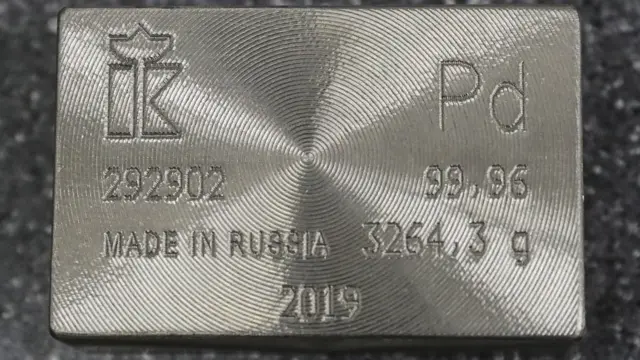 Pd
292902 99,96
MADE IN RUSSIA 3264,3 g
2019